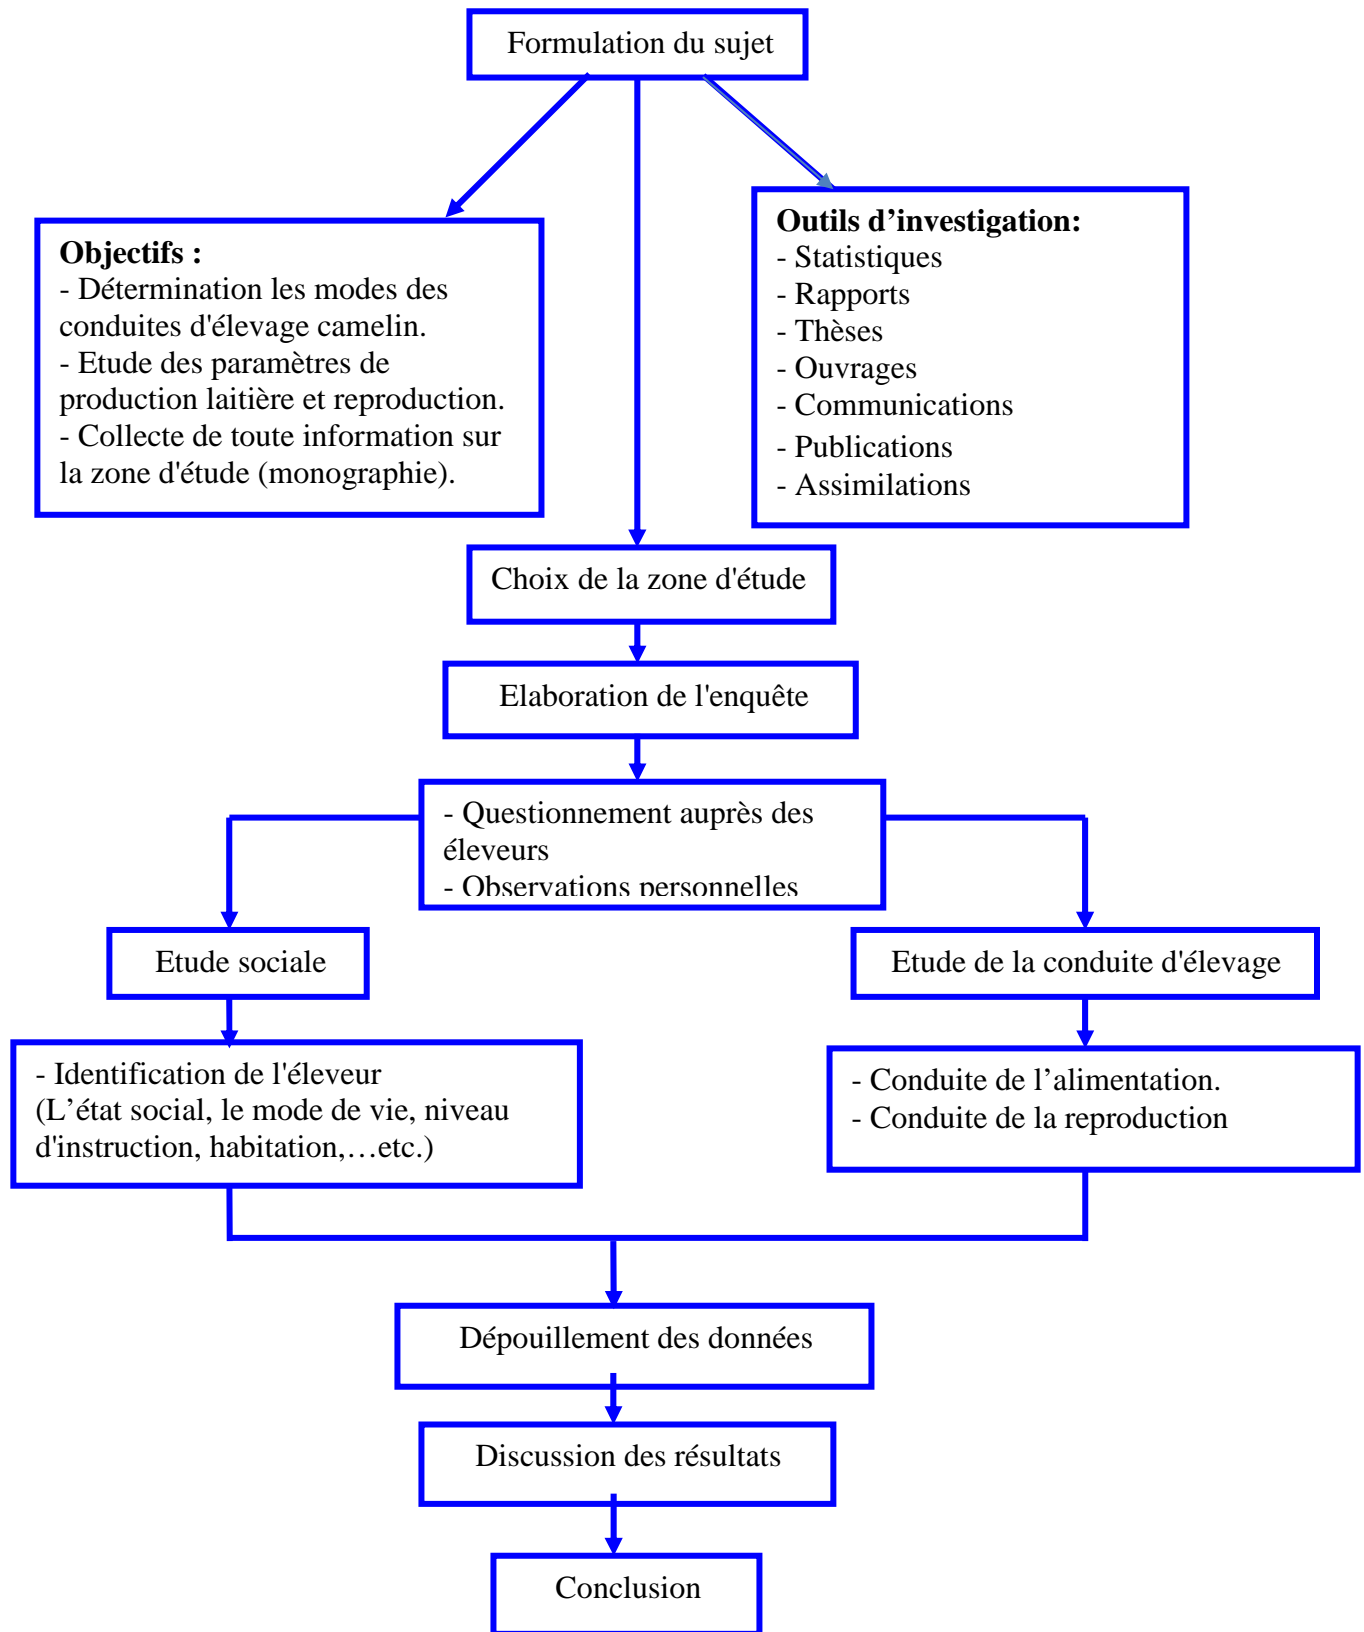 Formulation du sujet
Objectifs :
- Détermination les modes des
conduites d'élevage camelin.
- Etude des paramètres de
production laitière et reproduction.
- Collecte de toute information sur
la zone d'étude (monographie).
Outils d’investigation:
- Statistiques
- Rapports
- Thèses
- Ouvrages
- Communications
- Publications
- Assimilations
Choix de la zone d'étude
Elaboration de l'enquête
- Questionnement auprès des
éleveurs
- Observations personnelles
Etude sociale
Etude de la conduite d'élevage
- Identification de l'éleveur
(L’état social, le mode de vie, niveau
d'instruction, habitation,…etc.)
- Conduite de l’alimentation.
- Conduite de la reproduction
Dépouillement des données
Discussion des résultats
Conclusion